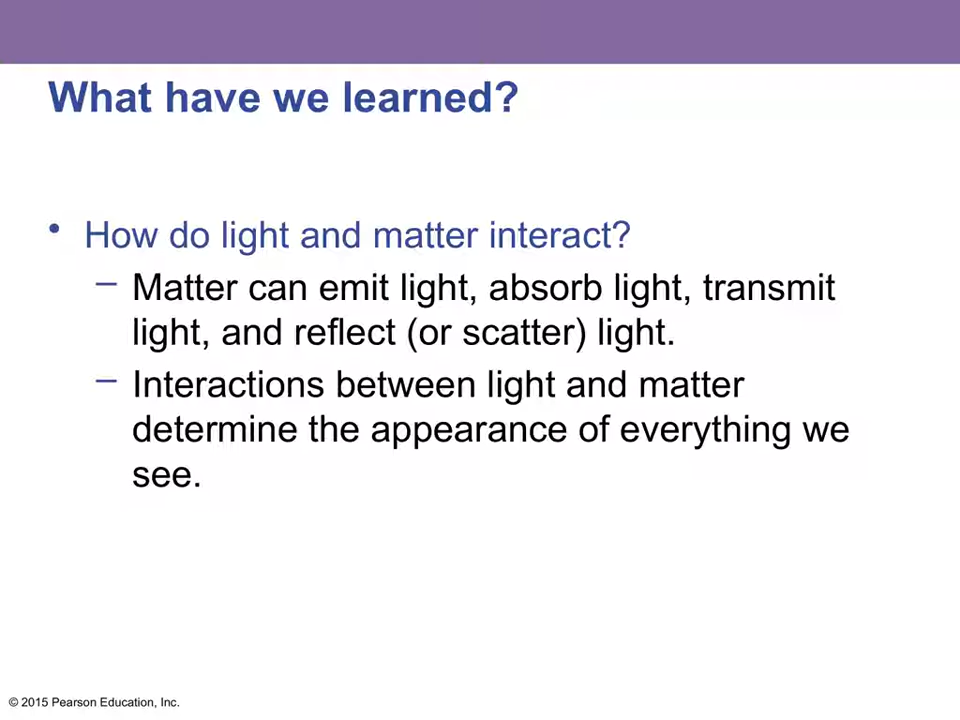 What have we learned?
• How do light and matter interact?
– Matter can emit light, absorb light, transmit
light, and reflect (or scatter) light.
– Interactions between light and matter
determine the appearance of everything we
see.
© 2015 Pearson Education, Inc.